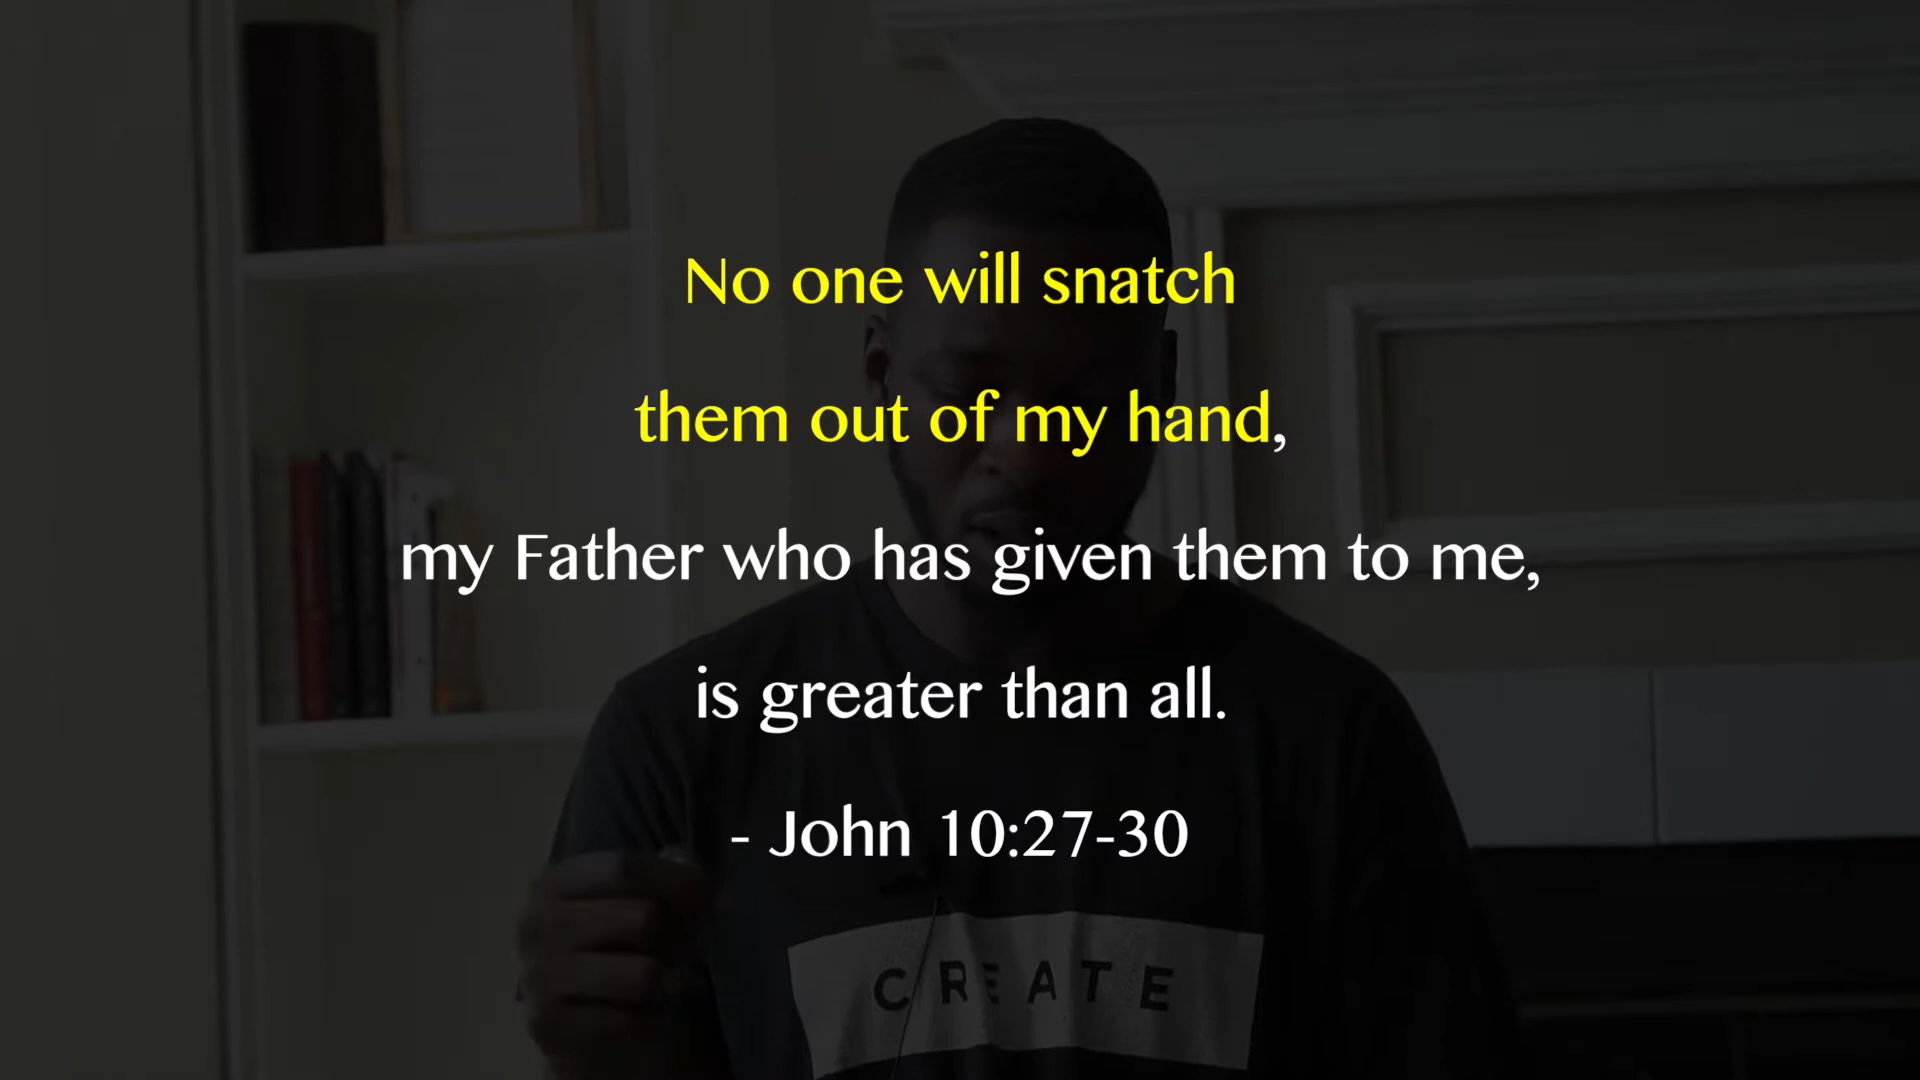 No one will snatch
them out of my hand,
my Father who has given them to me,
is greater than all.
- John 10:27-30
CREATE